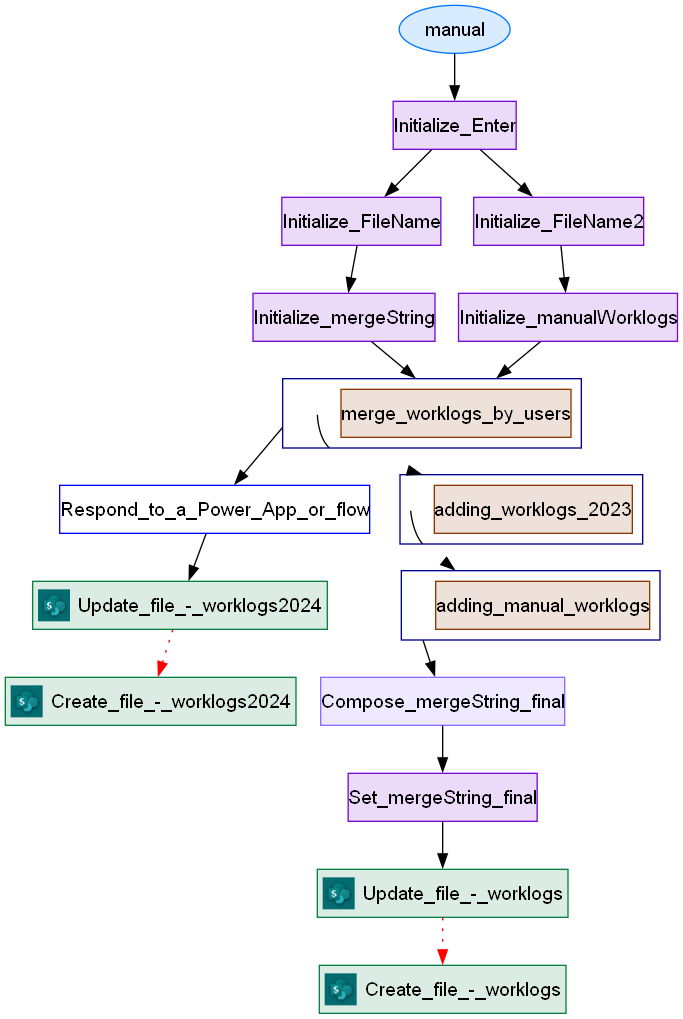 manual
Initialize_Enter
Initialize_FileName
Initialize_FileName2
Initialize_mergeString
Initialize_manualWorklogs
merge_worklogs_by_users
Respond_to_a_Power_App_or_flow
adding_worklogs_2023
Update_file_-_worklogs2024
adding_manual_worklogs
Create_file_-_worklogs2024
Compose_mergeString_final
Set_mergeString_final
S Update_file_-_worklogs
S Create_file_-_worklogs